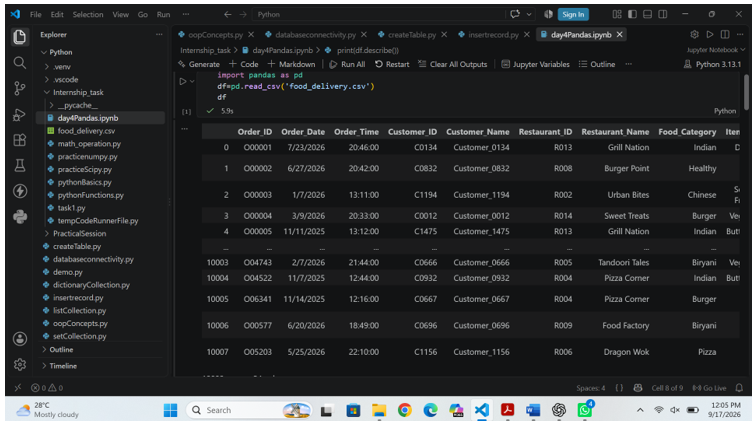 File Edit Selection View Go Run ... Python Sign In
Explorer ...
Python
.venv
.vscode
Internship_task
__pycache__
day4Pandas.ipynb
food_delivery.csv
math_operation.py
practicenumpy.py
practiceScipy.py
pythonBasics.py
pythonFunctions.py
task1.py
tempCodeRunnerFile.py
PracticalSession
createTable.py
databaseconnectivity.py
demo.py
dictionaryCollection.py
insertrecord.py
listCollection.py
oopConcepts.py
setCollection.py
Outline
Timeline
oopConcepts.py databaseconnectivity.py createTable.py insertrecord.py day4Pandas.ipynb
Internship_task > day4Pandas.ipynb > print(df.describe())
Jupyter Notebook
Generate + Code + Markdown Run All Restart Clear All Outputs Jupyter Variables Outline ... Python 3.13.1
import pandas as pd
df=pd.read_csv('food_delivery.csv')
df
[1] 5.9s Python
... Order_ID Order_Date Order_Time Customer_ID Customer_Name Restaurant_ID Restaurant_Name Food_Category
0 O00001 7/23/2026 20:46:00 C0134 Customer_0134 R013 Grill Nation Indian
1 O00002 6/27/2026 20:42:00 C0832 Customer_0832 R008 Burger Point Healthy
2 O00003 1/7/2026 13:11:00 C1194 Customer_1194 R002 Urban Bites Chinese
3 O00004 3/9/2026 20:33:00 C0012 Customer_0012 R014 Sweet Treats Burger
4 O00005 11/11/2025 13:12:00 C1475 Customer_1475 R013 Grill Nation Indian
... ... ... ... ... ... ... ... ...
10003 O04743 2/7/2026 21:44:00 C0666 Customer_0666 R005 Tandoori Tales Biryani
10004 O04522 11/7/2025 12:44:00 C0932 Customer_0932 R004 Pizza Corner Indian
10005 O06341 11/14/2025 12:16:00 C0667 Customer_0667 R004 Pizza Corner Burger
10006 O00577 6/20/2026 18:49:00 C0696 Customer_0696 R009 Food Factory Biryani
10007 O05203 5/25/2026 22:10:00 C1156 Customer_1156 R006 Dragon Wok Pizza
0 0 Spaces: 4 {} Cell 8 of 9 Go Live
28°C
Mostly cloudy
Search
4
12:05 PM
9/17/2026